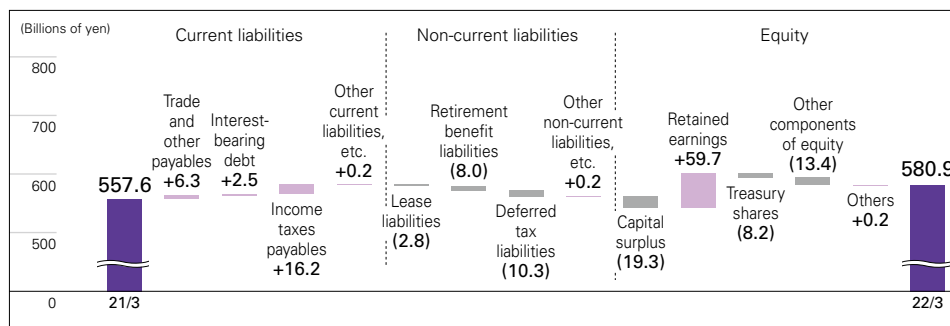 (Billions of yen)
Current liabilities
Non-current liabilities
Equity
800
700
600
500
0
557.6
21/3
Trade
and
other
payables
+6.3
Interest-
bearing
debt
+2.5
Income
taxes
payables
+16.2
Other
current
liabilities,
etc.
+0.2
Lease
liabilities
(2.8)
Retirement
benefit
liabilities
(8.0)
Deferred
tax
liabilities
(10.3)
Other
non-current
liabilities,
etc.
+0.2
Capital
surplus
(19.3)
Retained
earnings
+59.7
Treasury
shares
(8.2)
Other
components
of equity
(13.4)
Others
+0.2
580.9
22/3